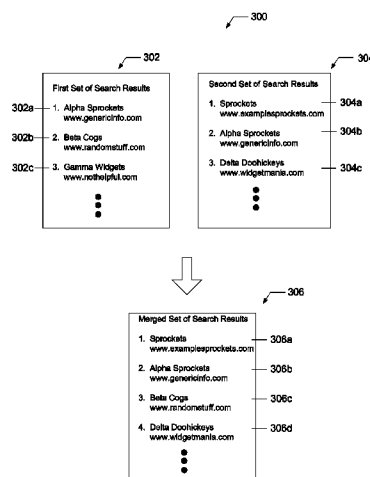 300
302
First Set of Search Results
302a
1. Alpha Sprockets
www.genericinfo.com
302b
2. Beta Cogs
www.randomstuff.com
302c
3. Gamma Widgets
www.nothelpful.com
304
Second Set of Search Results
1. Sprockets
www.examplesprockets.com
304a
2. Alpha Sprockets
www.genericinfo.com
304b
3. Delta Doohickeys
www.widgetmania.com
304c
306
Merged Set of Search Results
1. Sprockets
www.examplesprockets.com
306a
2. Alpha Sprockets
www.genericinfo.com
306b
3. Beta Cogs
www.randomstuff.com
306c
4. Delta Doohickeys
www.widgetmania.com
306d